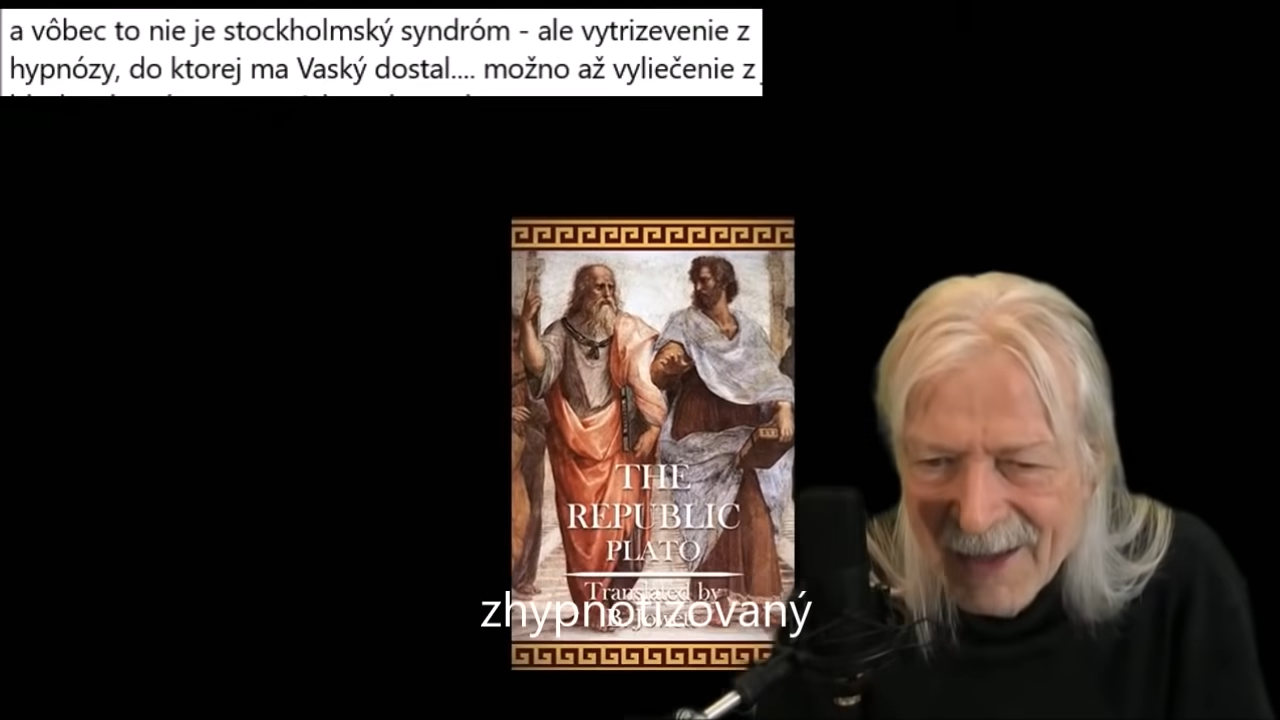 a vôbec to nie je stockholmský syndróm - ale vytrizevenie z
hypnózy, do ktorej ma Vaský dostal.... možno až vyliečenie z
THE
REPUBLIC
PLATO
Translated by
zhypnotizovaný